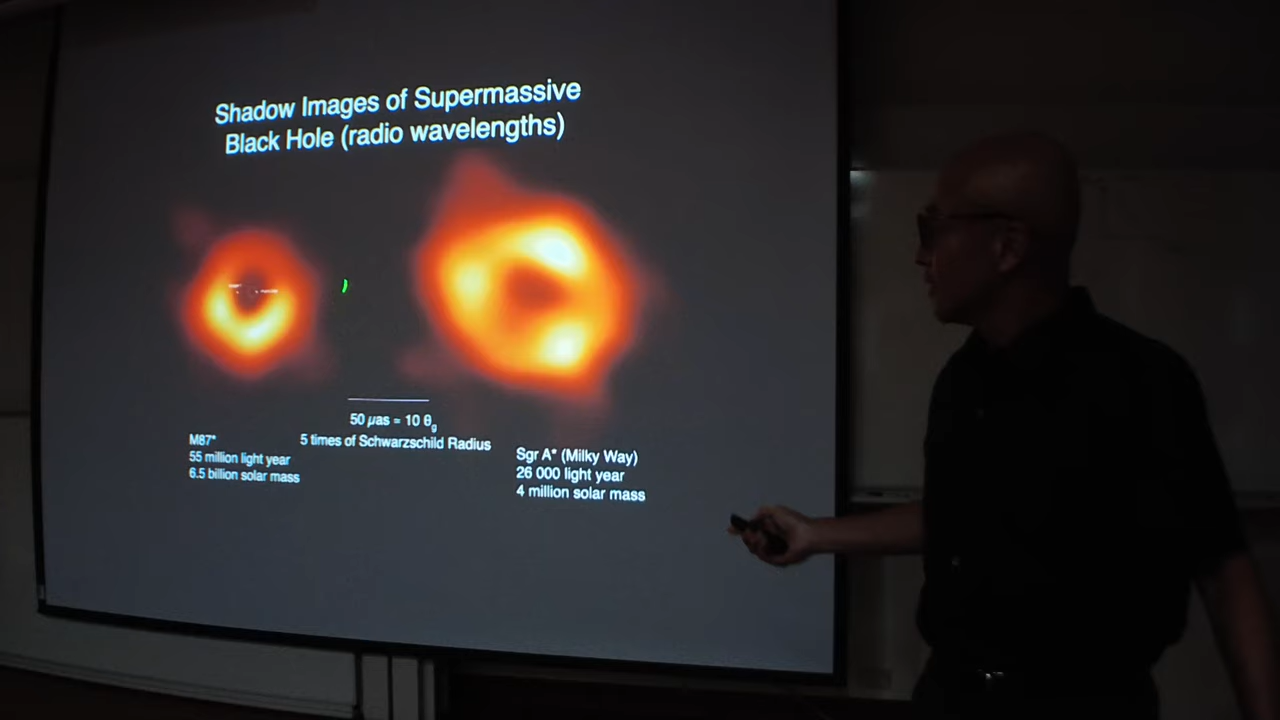 Shadow Images of Supermassive
Black Hole (radio wavelengths)
50 µas = 10 θg
5 times of Schwarzschild Radius
M87*
55 million light year
6.5 billion solar mass
Sgr A* (Milky Way)
26 000 light year
4 million solar mass